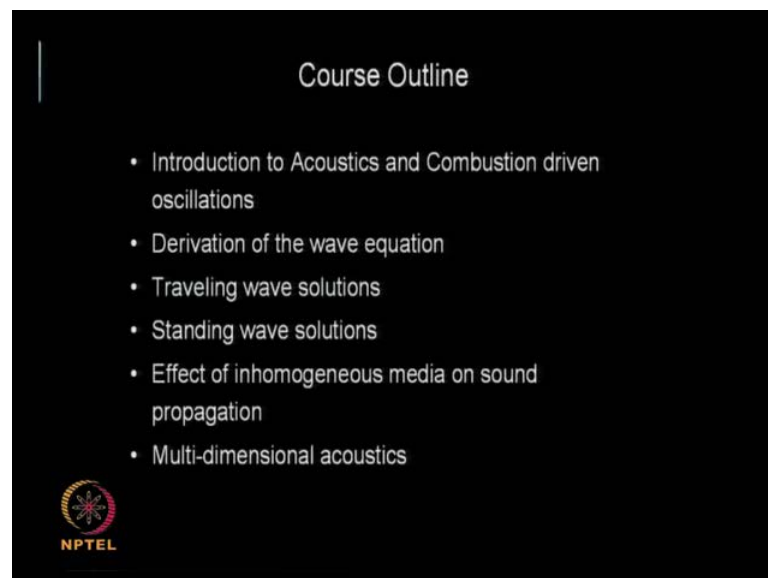 Course Outline
• Introduction to Acoustics and Combustion driven
oscillations
• Derivation of the wave equation
• Traveling wave solutions
• Standing wave solutions
• Effect of inhomogeneous media on sound
propagation
• Multi-dimensional acoustics
NPTEL